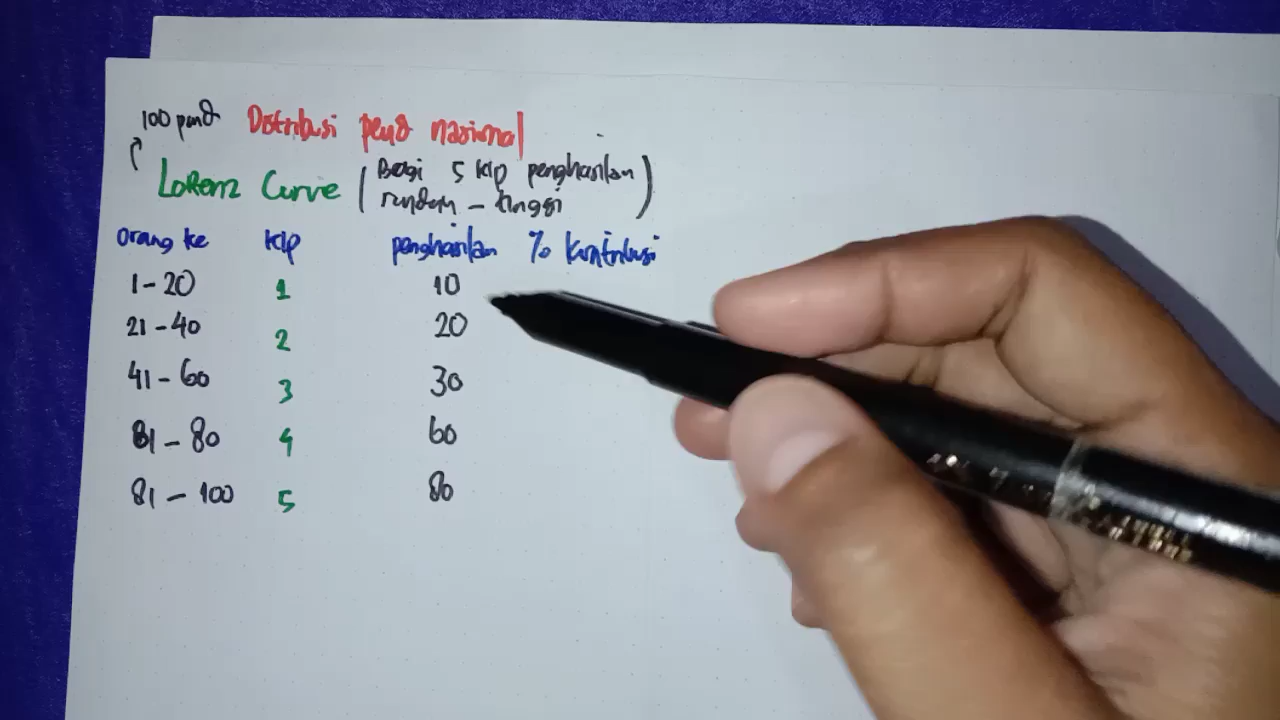 100 pend Distribusi pend nasional
Lorenz Curve (Bagi 5 Klp penghasilan
rendah - tinggi)
Orang ke Klp penghasilan % Kontribusi
1-20 1 10
21-40 2 20
41-60 3 30
81-80 4 60
81-100 5 80